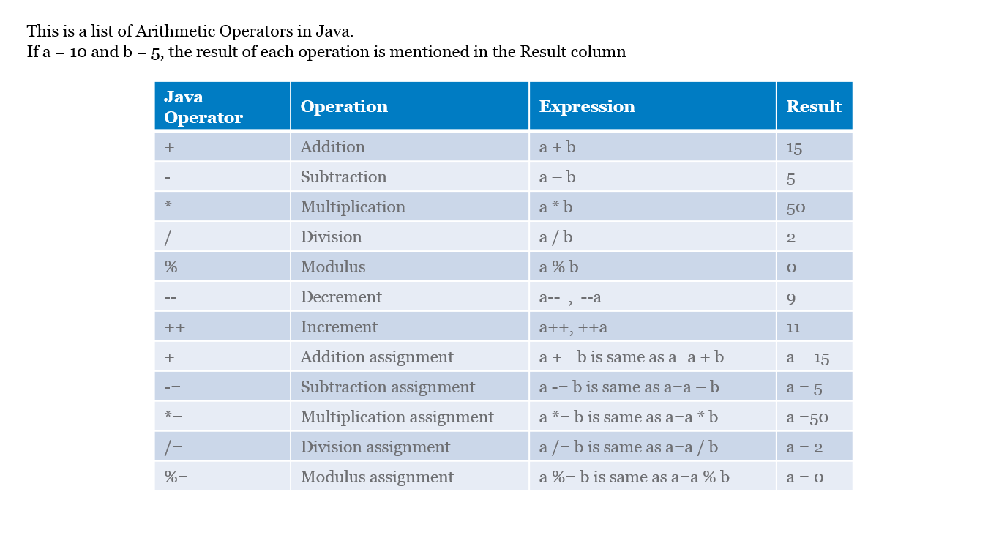 This is a list of Arithmetic Operators in Java.
If a = 10 and b = 5, the result of each operation is mentioned in the Result column
Java
Operator
Operation
Expression
Result
+
Addition
a + b
15
-
Subtraction
a – b
5
*
Multiplication
a * b
50
/
Division
a / b
2
%
Modulus
a % b
0
--
Decrement
a-- , --a
9
++
Increment
a++, ++a
11
+=
Addition assignment
a += b is same as a=a + b
a = 15
-=
Subtraction assignment
a -= b is same as a=a – b
a = 5
*=
Multiplication assignment
a *= b is same as a=a * b
a =50
/=
Division assignment
a /= b is same as a=a / b
a = 2
%=
Modulus assignment
a %= b is same as a=a % b
a = 0